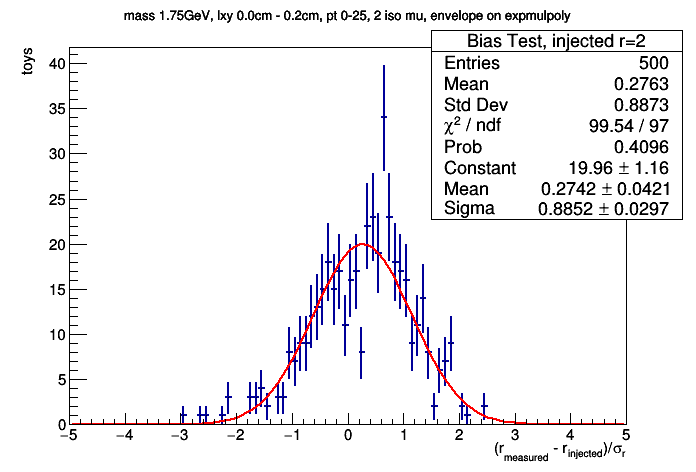 mass 1.75GeV, lxy 0.0cm - 0.2cm, pt 0-25, 2 iso mu, envelope on expmulpoly
Bias Test, injected r=2
Entries 500
Mean 0.2763
Std Dev 0.8873
χ² / ndf 99.54 / 97
Prob 0.4096
Constant 19.96 ± 1.16
Mean 0.2742 ± 0.0421
Sigma 0.8852 ± 0.0297
toys
40
35
30
25
20
15
10
5
0
−5 −4 −3 −2 −1 0 1 2 3 4 5
(r_measured - r_injected)/σ_r